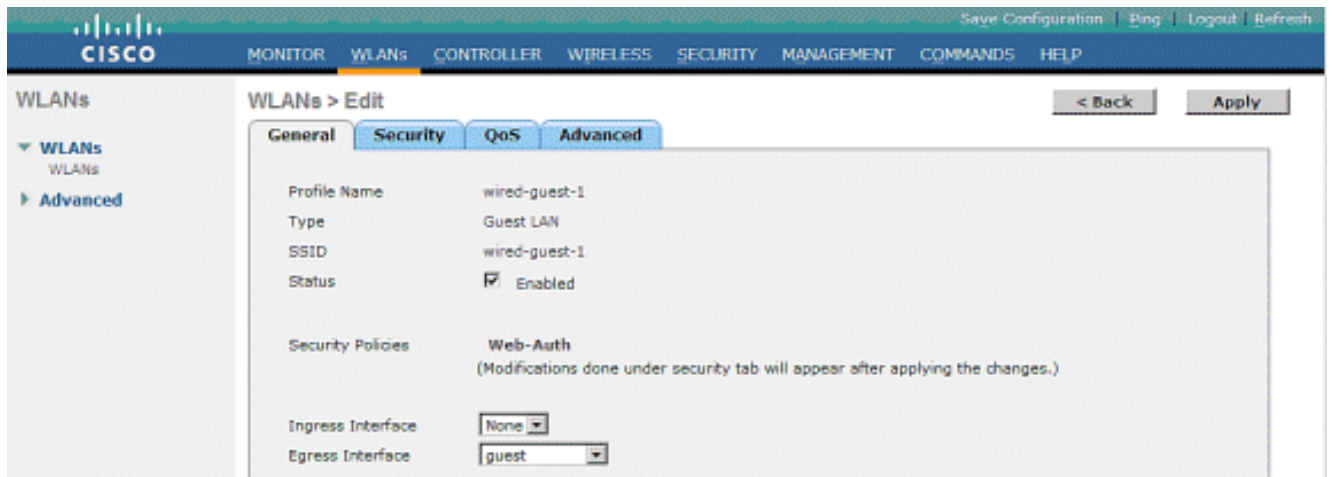 Save Configuration | Ping | Logout | Refresh
CISCO
MONITOR WLANs CONTROLLER WIRELESS SECURITY MANAGEMENT COMMANDS HELP
WLANs
WLANs > Edit
< Back
Apply
General
Security
QoS
Advanced
WLANs
WLANs
Advanced
Profile Name wired-guest-1
Type Guest LAN
SSID wired-guest-1
Status Enabled
Security Policies Web-Auth
(Modifications done under security tab will appear after applying the changes.)
Ingress Interface None
Egress Interface guest